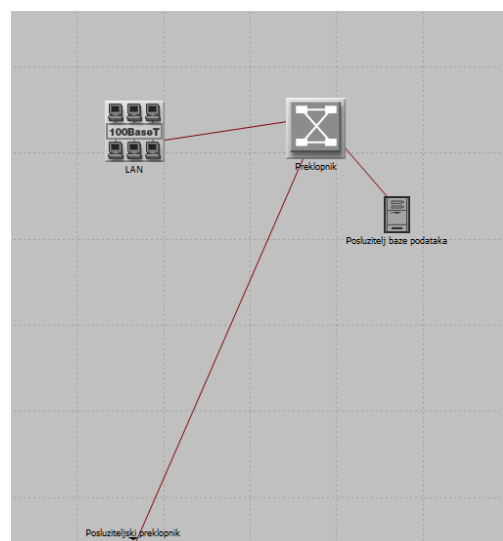 100BaseT
LAN
Preklopnik
Posluzitelj baze podataka
Posluziteljski preklopnik